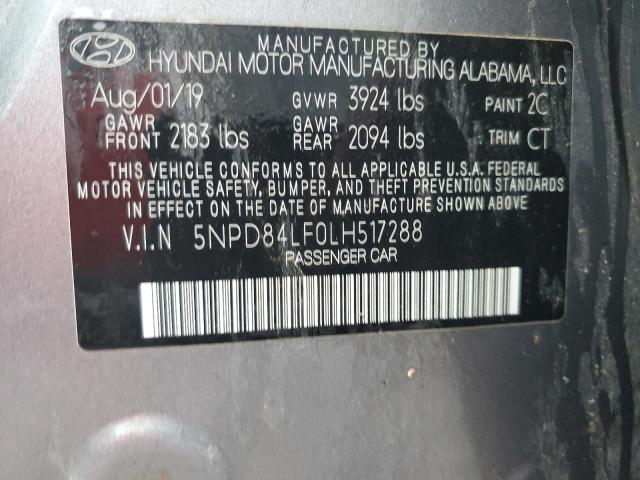 MANUFACTURED BY
HYUNDAI MOTOR MANUFACTURING ALABAMA, LLC
Aug/01/19 GVWR 3924 lbs PAINT 2C
GAWR FRONT 2183 lbs GAWR REAR 2094 lbs TRIM CT
THIS VEHICLE CONFORMS TO ALL APPLICABLE U.S.A. FEDERAL
MOTOR VEHICLE SAFETY, BUMPER, AND THEFT PREVENTION STANDARDS
IN EFFECT ON THE DATE OF MANUFACTURE SHOWN ABOVE.
V.I.N 5NPD84LF0LH517288
PASSENGER CAR